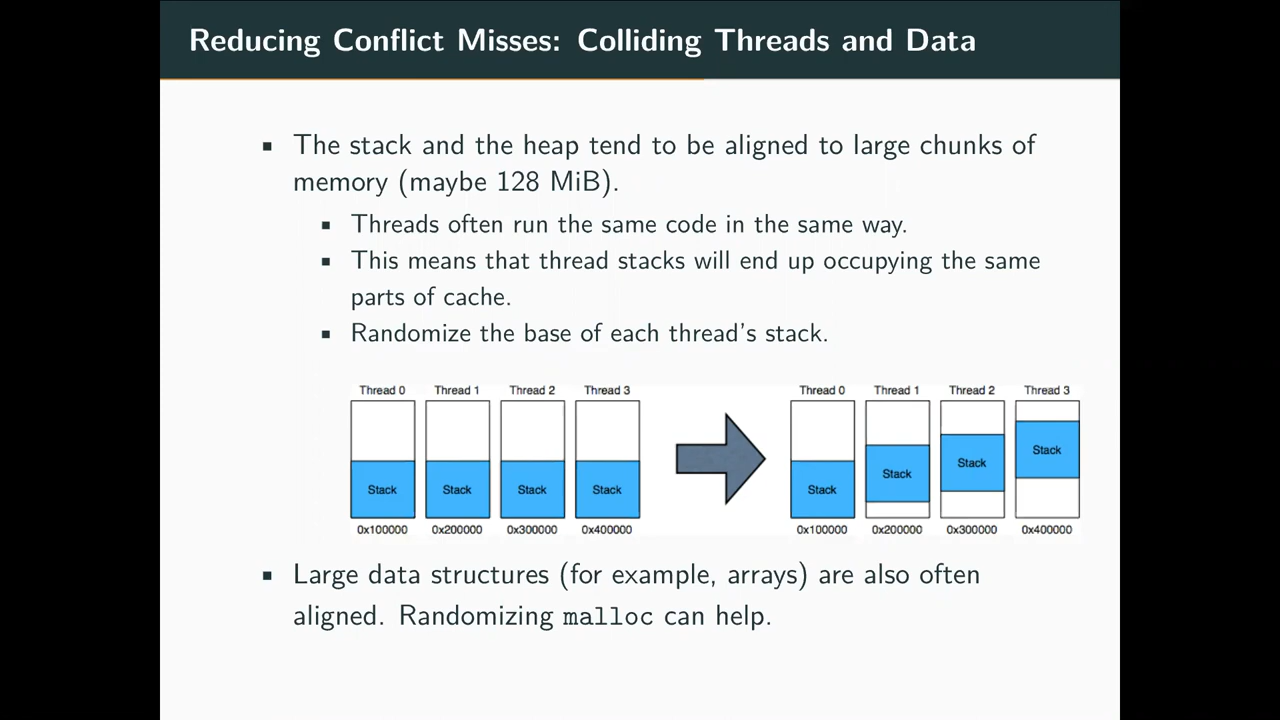 Reducing Conflict Misses: Colliding Threads and Data
▪ The stack and the heap tend to be aligned to large chunks of
memory (maybe 128 MiB).
▪ Threads often run the same code in the same way.
▪ This means that thread stacks will end up occupying the same
parts of cache.
▪ Randomize the base of each thread's stack.
Thread 0 Thread 1 Thread 2 Thread 3 Thread 0 Thread 1 Thread 2 Thread 3
Stack Stack Stack Stack Stack Stack Stack Stack
0x100000 0x200000 0x300000 0x400000 0x100000 0x200000 0x300000 0x400000
▪ Large data structures (for example, arrays) are also often
aligned. Randomizing malloc can help.